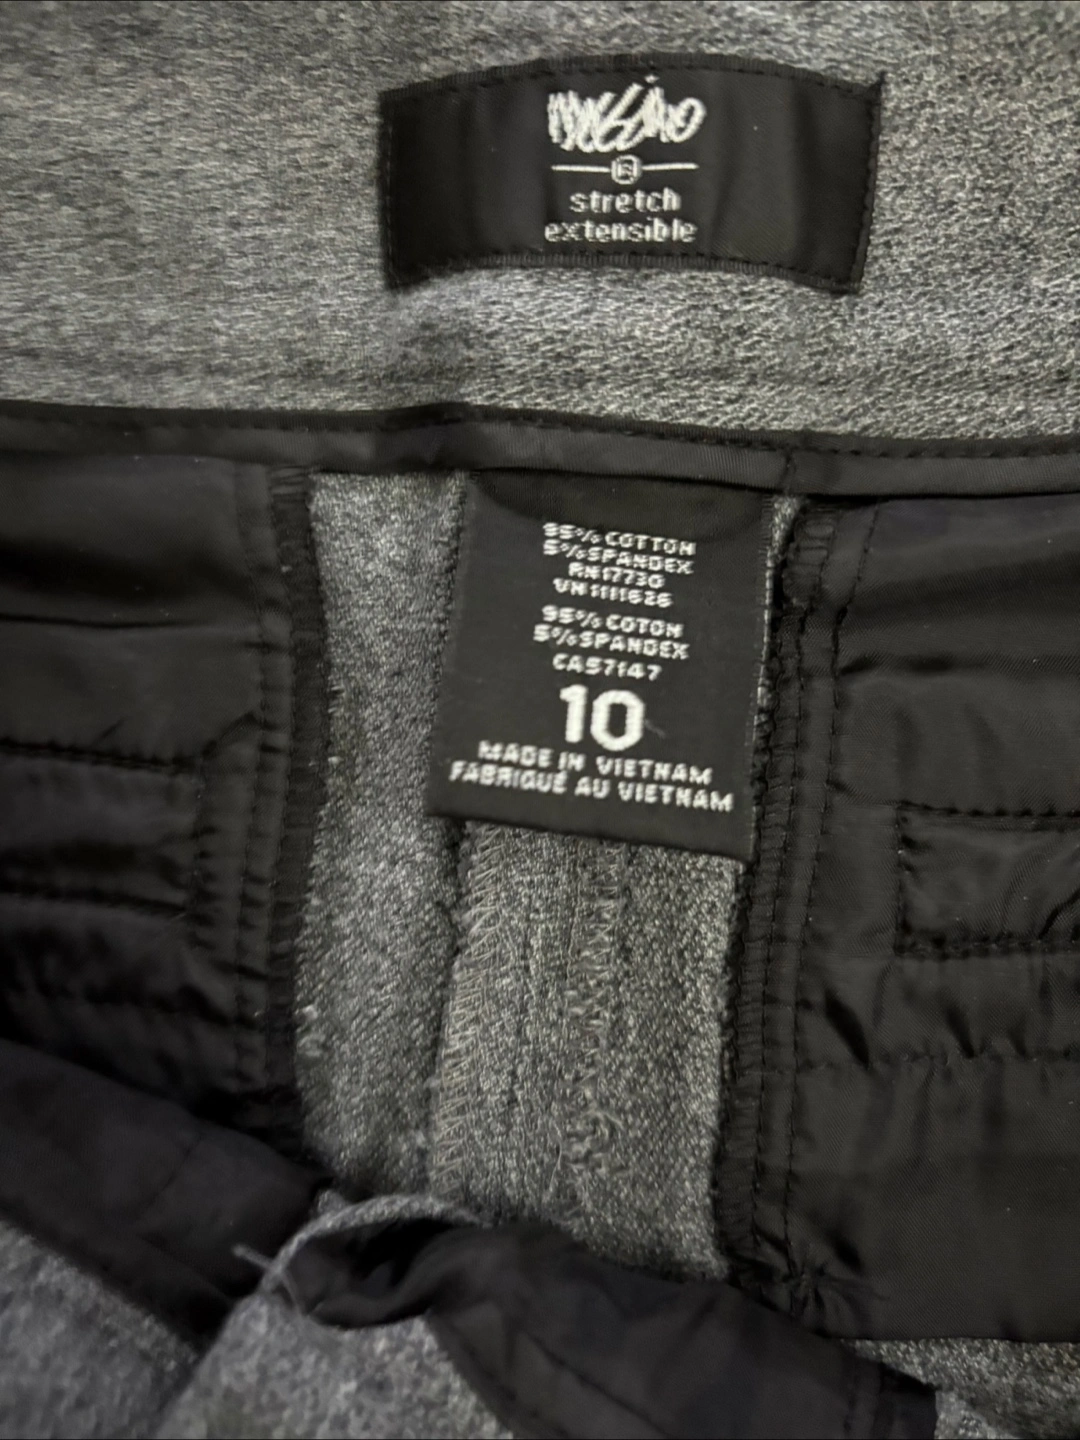 mossimo
®
stretch
extensible
95% COTTON
5% SPANDEX
RN17730
VN1111626
95% COTON
5% SPANDEX
CA57147
10
MADE IN VIETNAM
FABRIQUÉ AU VIETNAM